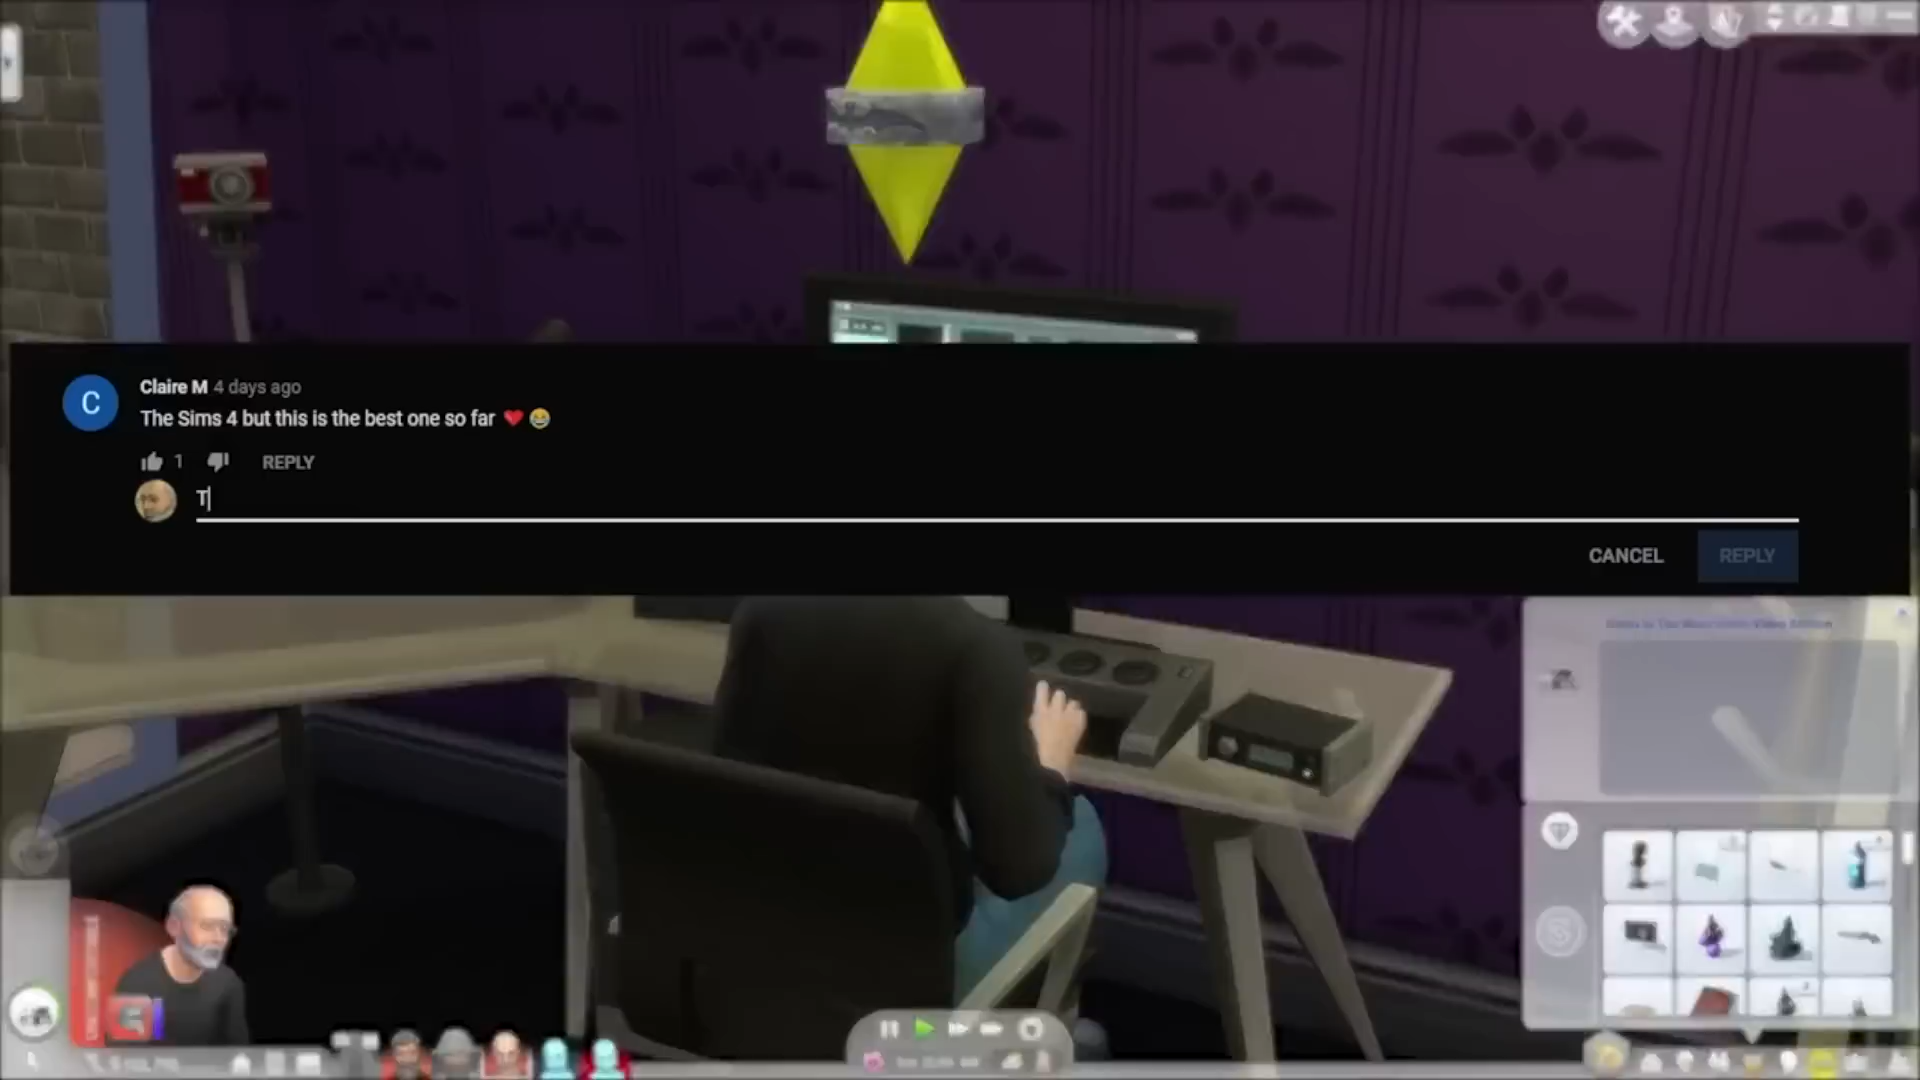 Claire M 4 days ago
The Sims 4 but this is the best one so far ❤️ 😂
1 REPLY
T
CANCEL REPLY